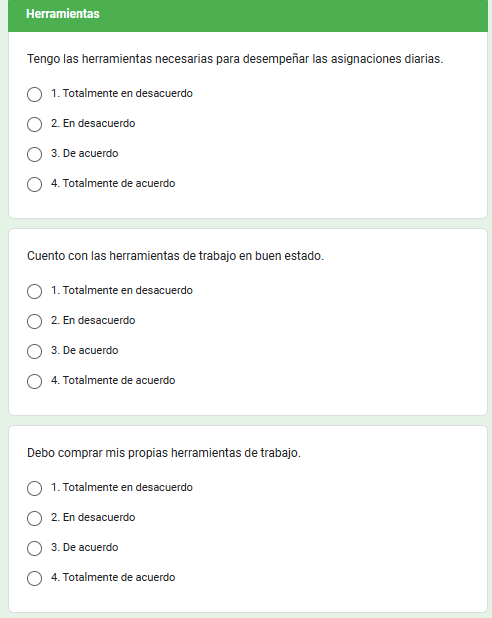 Herramientas
Tengo las herramientas necesarias para desempeñar las asignaciones diarias.
1. Totalmente en desacuerdo
2. En desacuerdo
3. De acuerdo
4. Totalmente de acuerdo
Cuento con las herramientas de trabajo en buen estado.
1. Totalmente en desacuerdo
2. En desacuerdo
3. De acuerdo
4. Totalmente de acuerdo
Debo comprar mis propias herramientas de trabajo.
1. Totalmente en desacuerdo
2. En desacuerdo
3. De acuerdo
4. Totalmente de acuerdo